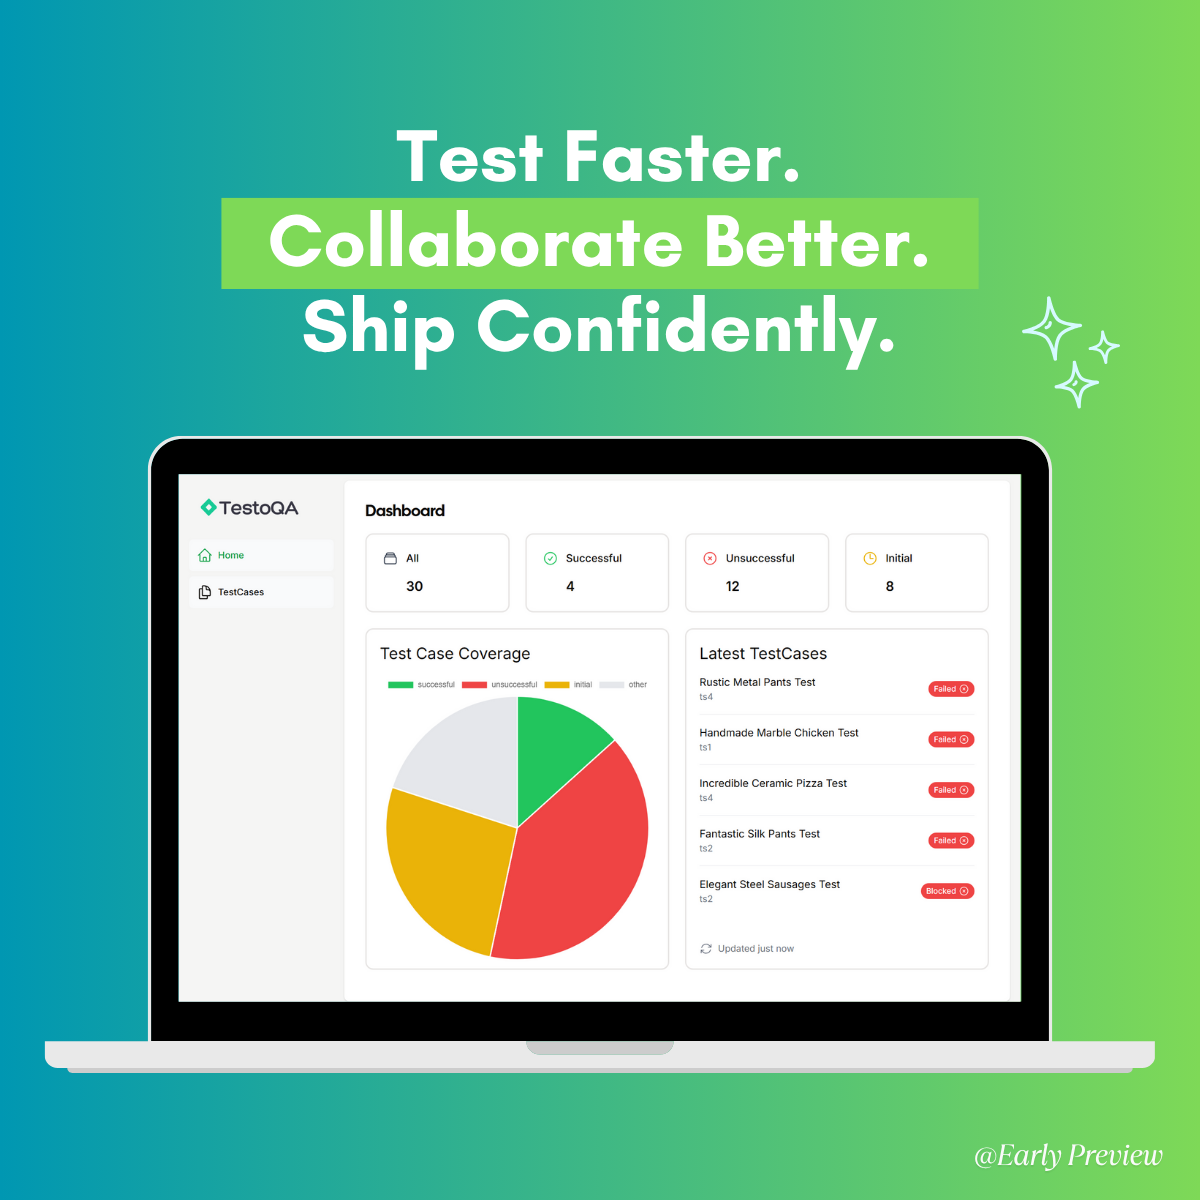 Test Faster.
Collaborate Better.
Ship Confidently.
TestoQA
Home
TestCases
Dashboard
All
30
Successful
4
Unsuccessful
12
Initial
8
Test Case Coverage
successful unsuccessful initial other
Latest TestCases
Rustic Metal Pants Test
ts4
Failed
Handmade Marble Chicken Test
ts1
Failed
Incredible Ceramic Pizza Test
ts4
Failed
Fantastic Silk Pants Test
ts2
Failed
Elegant Steel Sausages Test
ts2
Blocked
Updated just now
@Early Preview